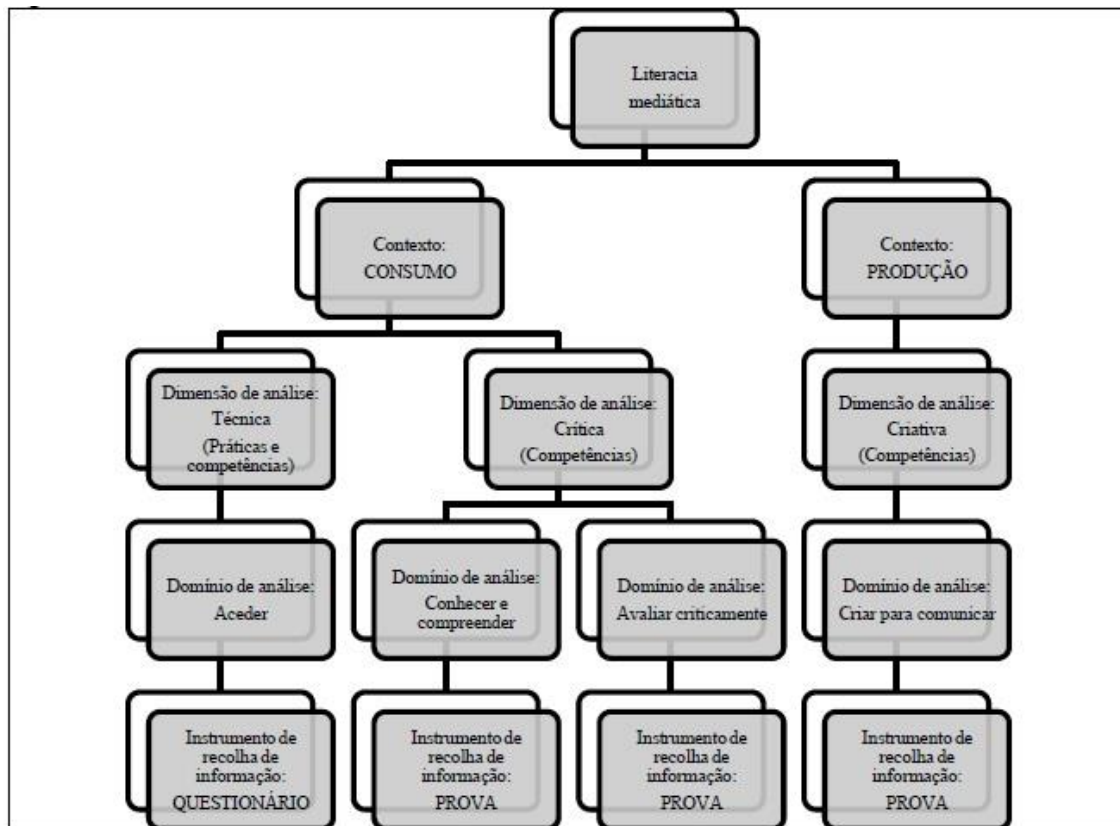 Literacia
mediática
Contexto:
CONSUMO
Contexto:
PRODUÇÃO
Dimensão de análise:
Técnica
(Práticas e
competências)
Dimensão de análise:
Crítica
(Competências)
Dimensão de análise:
Criativa
(Competências)
Domínio de análise:
Aceder
Domínio de análise:
Conhecer e
compreender
Domínio de análise:
Avaliar criticamente
Domínio de análise:
Criar para comunicar
Instrumento de
recolha de
informação:
QUESTIONÁRIO
Instrumento de
recolha de
informação:
PROVA
Instrumento de
recolha de
informação:
PROVA
Instrumento de
recolha de
informação:
PROVA